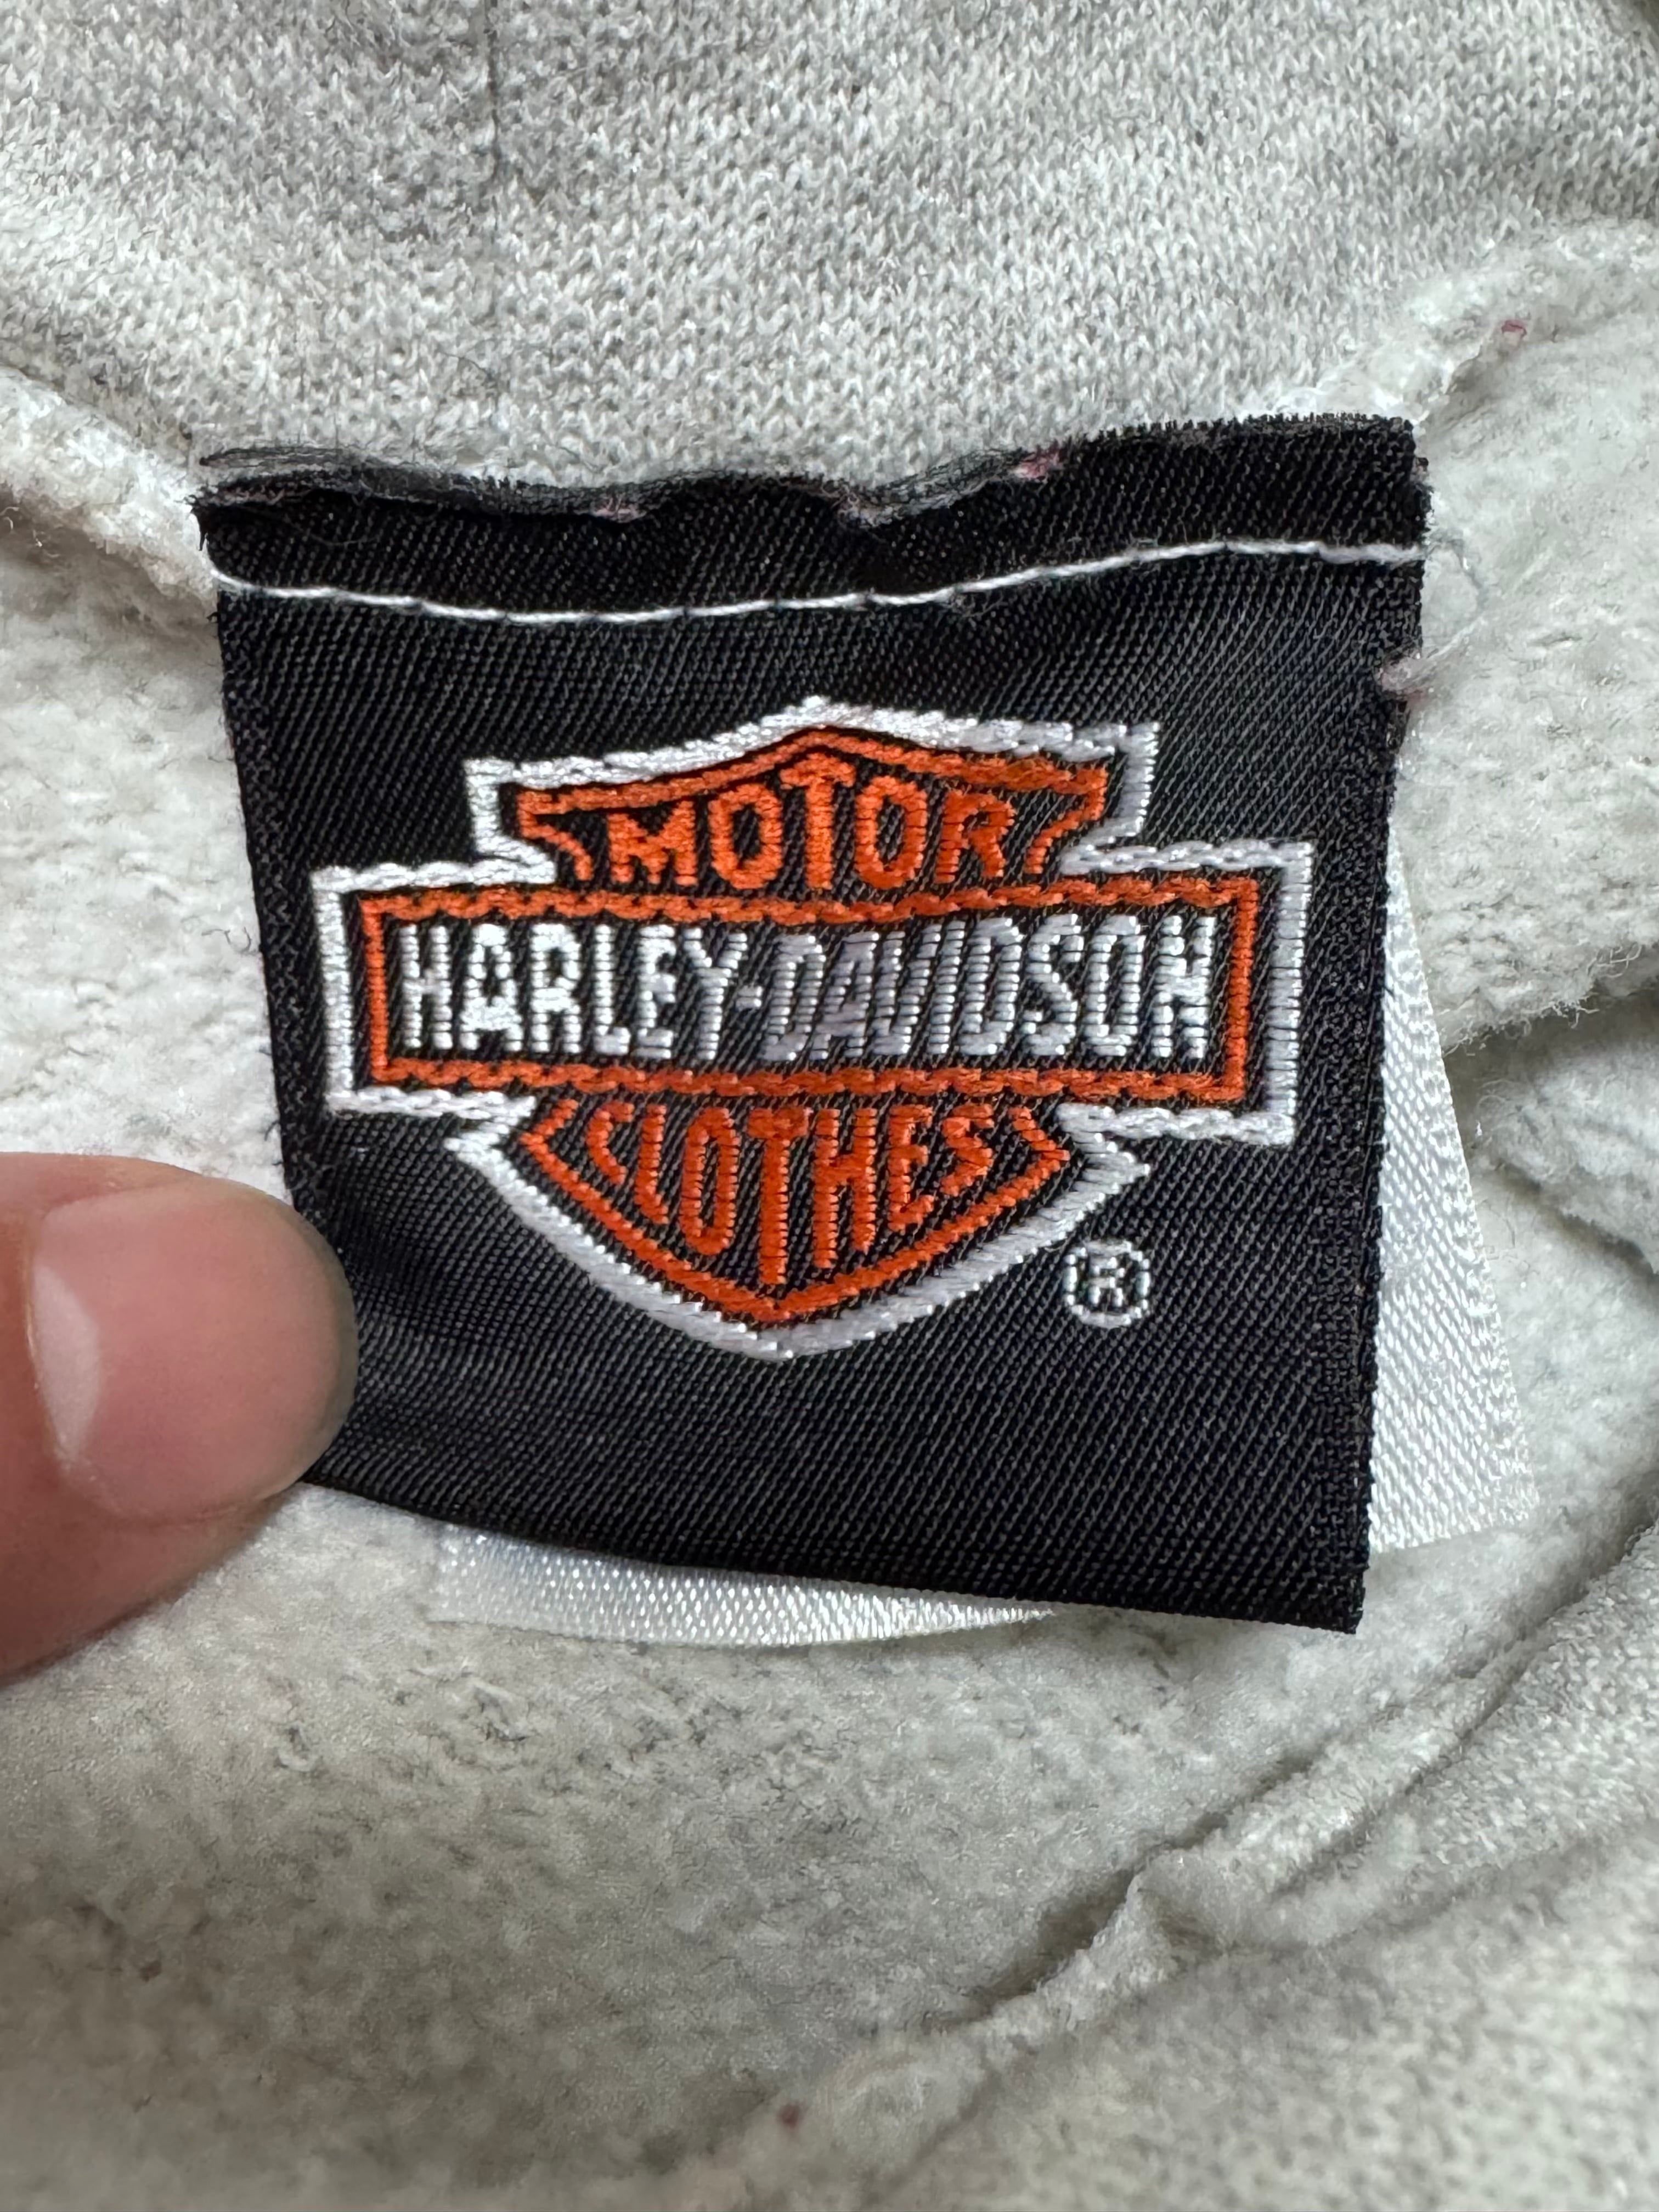 MOTOR
HARLEY-DAVIDSON
CLOTHES
®